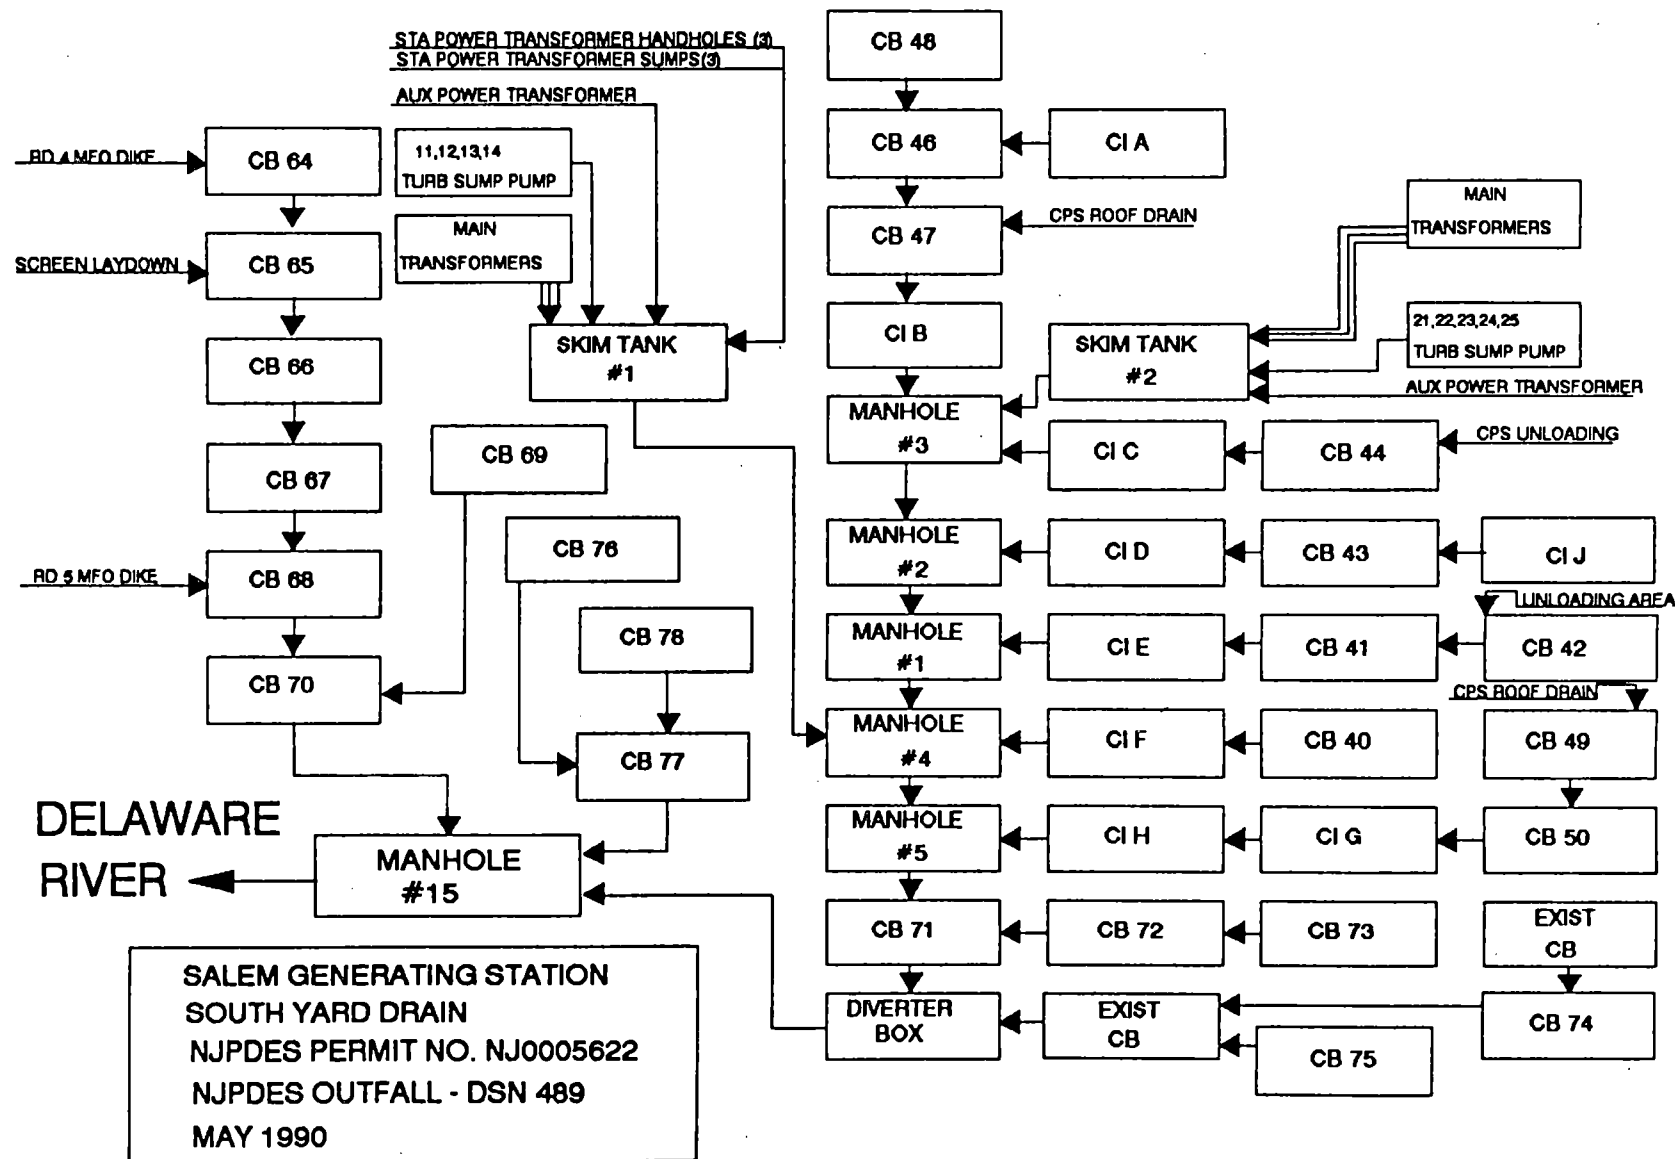 STA POWER TRANSFORMER HANDHOLES (3)
STA POWER TRANSFORMER SUMPS(3)
AUX POWER TRANSFORMER
RD 4 MFO DIKE
CB 64
11,12,13,14
TURB SUMP PUMP
MAIN
TRANSFORMERS
SCREEN LAYDOWN
CB 65
CB 66
SKIM TANK
#1
CB 67
CB 69
CB 76
RD 5 MFO DIKE
CB 68
CB 78
CB 70
CB 77
DELAWARE
RIVER
MANHOLE
#15
CB 48
CB 46
CI A
CB 47
CPS ROOF DRAIN
MAIN
TRANSFORMERS
CI B
SKIM TANK
#2
21,22,23,24,25
TURB SUMP PUMP
AUX POWER TRANSFORMER
MANHOLE
#3
CI C
CB 44
CPS UNLOADING
MANHOLE
#2
CI D
CB 43
CI J
UNLOADING AREA
MANHOLE
#1
CI E
CB 41
CB 42
CPS ROOF DRAIN
MANHOLE
#4
CI F
CB 40
CB 49
MANHOLE
#5
CI H
CI G
CB 50
CB 71
CB 72
CB 73
EXIST
CB
DIVERTER
BOX
EXIST
CB
CB 74
CB 75
SALEM GENERATING STATION
SOUTH YARD DRAIN
NJPDES PERMIT NO. NJ0005622
NJPDES OUTFALL - DSN 489
MAY 1990